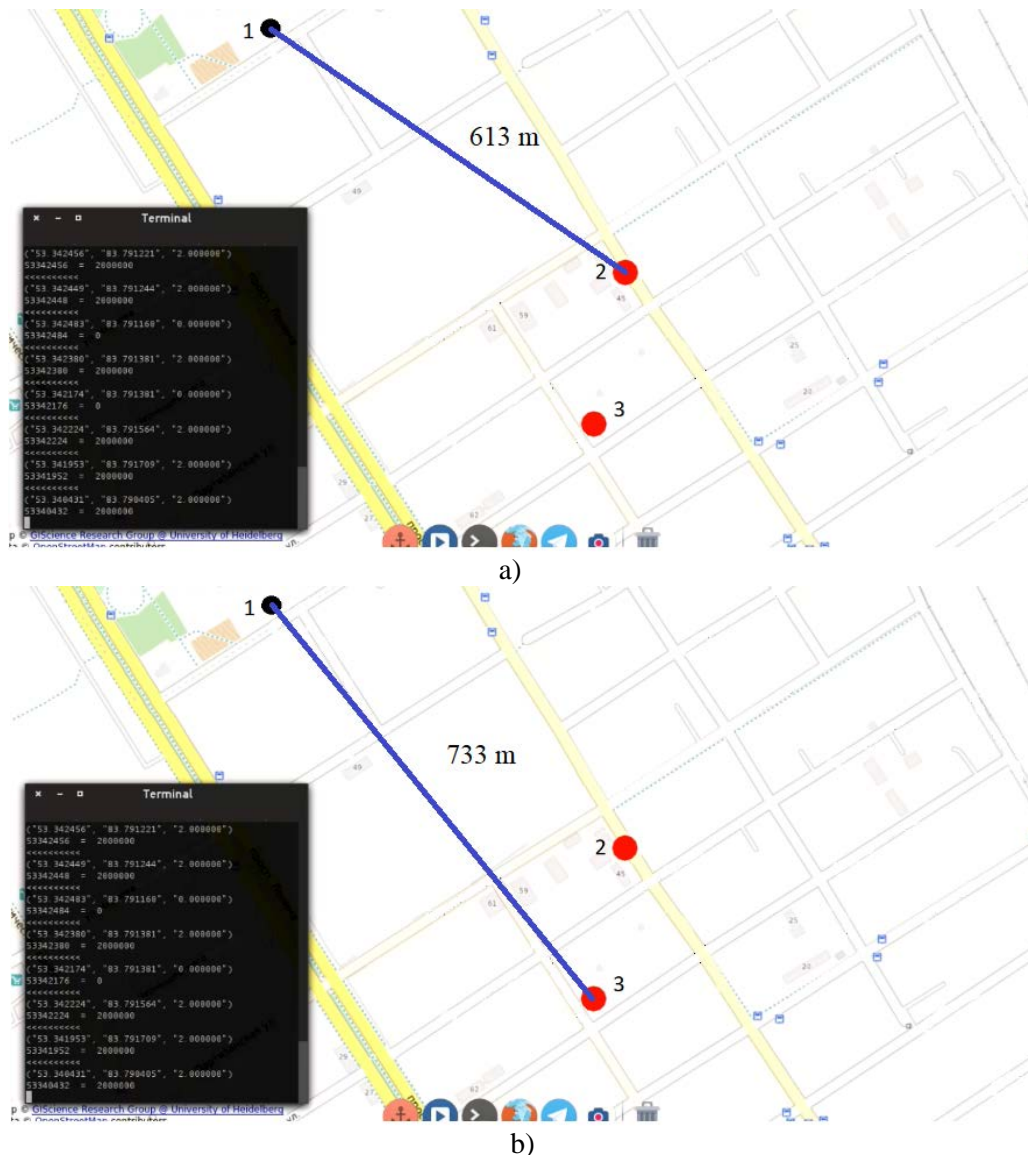 1
613 m
49
Terminal
("53.342456", "83.791221", "2.000000")
53342456 = 2000000
<<<<<<<<<<
("53.342449", "83.791244", "2.000000")
53342448 = 2000000
<<<<<<<<<<
("53.342483", "83.791160", "0.000000")
53342484 = 0
<<<<<<<<<<
("53.342380", "83.791381", "2.000000")
53342380 = 2000000
<<<<<<<<<<
("53.342174", "83.791381", "0.000000")
53342176 = 0
<<<<<<<<<<
("53.342224", "83.791564", "2.000000")
53342224 = 2000000
<<<<<<<<<<
("53.341953", "83.791709", "2.000000")
53341952 = 2000000
<<<<<<<<<<
("53.340431", "83.790405", "2.000000")
53340432 = 2000000
2
45
59
61
25
20
3
29
27
62
p © GIScience Research Group @ University of Heidelberg
ta © OpenStreetMap contributors
a)
1
733 m
49
Terminal
("53.342456", "83.791221", "2.000000")
53342456 = 2000000
<<<<<<<<<<
("53.342449", "83.791244", "2.000000")
53342448 = 2000000
<<<<<<<<<<
("53.342483", "83.791160", "0.000000")
53342484 = 0
<<<<<<<<<<
("53.342380", "83.791381", "2.000000")
53342380 = 2000000
<<<<<<<<<<
("53.342174", "83.791381", "0.000000")
53342176 = 0
<<<<<<<<<<
("53.342224", "83.791564", "2.000000")
53342224 = 2000000
<<<<<<<<<<
("53.341953", "83.791709", "2.000000")
53341952 = 2000000
<<<<<<<<<<
("53.340431", "83.790405", "2.000000")
53340432 = 2000000
2
45
59
61
25
20
3
29
27
62
p © GIScience Research Group @ University of Heidelberg
ta © OpenStreetMap contributors
b)